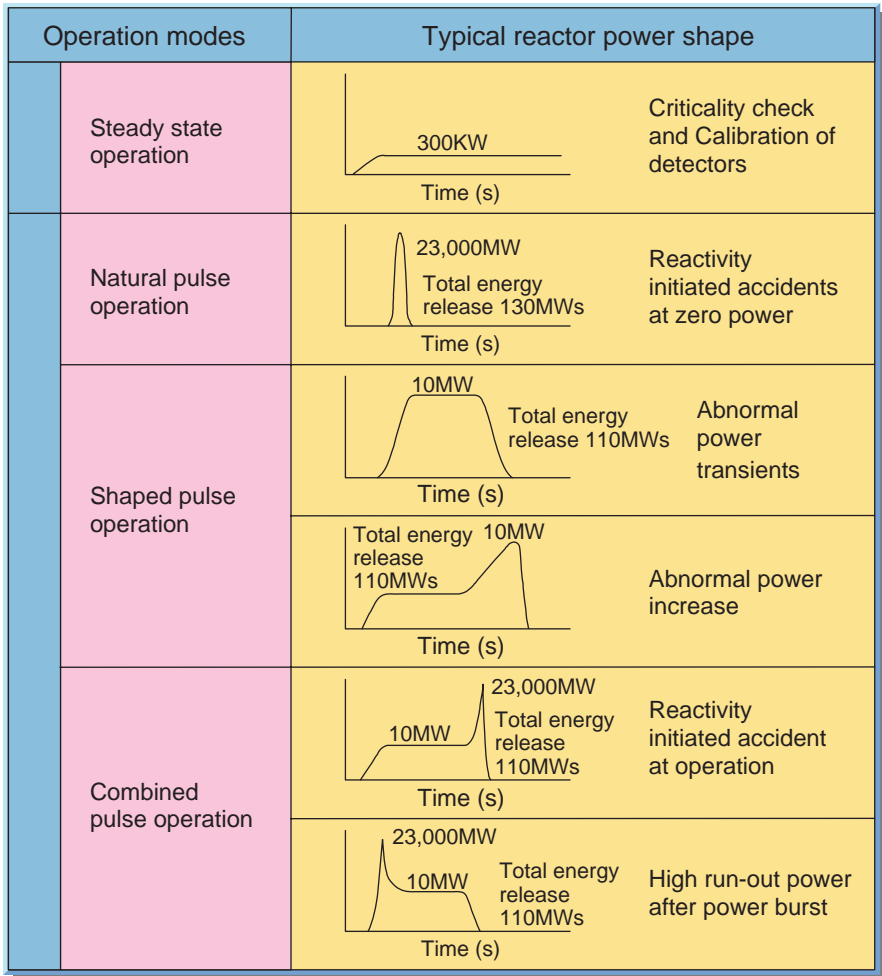 Operation modes
Typical reactor power shape
Steady state
operation
300KW
Time (s)
Criticality check
and Calibration of
detectors
Natural pulse
operation
23,000MW
Total energy
release 130MWs
Time (s)
Reactivity
initiated accidents
at zero power
Shaped pulse
operation
10MW
Total energy
release 110MWs
Time (s)
Abnormal
power
transients
Total energy
release
110MWs
10MW
Time (s)
Abnormal power
increase
Combined
pulse operation
23,000MW
10MW
Total energy
release
110MWs
Time (s)
Reactivity
initiated accident
at operation
23,000MW
10MW
Total energy
release
110MWs
Time (s)
High run-out power
after power burst